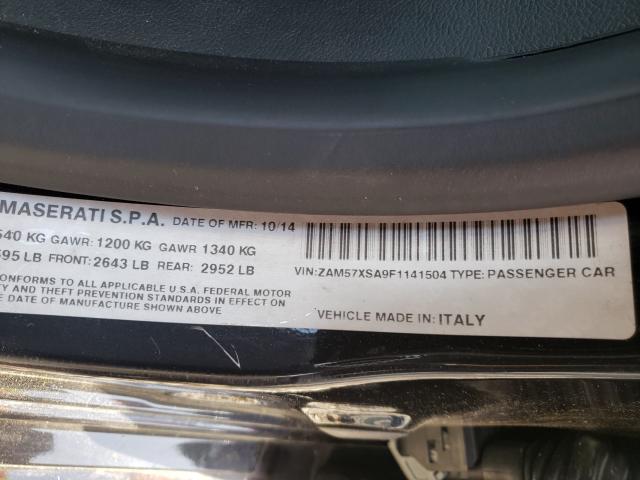 MASERATI S.P.A. DATE OF MFR: 10/14
540 KG GAWR: 1200 KG GAWR 1340 KG
595 LB FRONT: 2643 LB REAR: 2952 LB
CONFORMS TO ALL APPLICABLE U.S. FEDERAL MOTOR
TY AND THEFT PREVENTION STANDARDS IN EFFECT ON
E DATE OF MANUFACTURE SHOWN ABOVE
VIN:ZAM57XSA9F1141504 TYPE: PASSENGER CAR
VEHICLE MADE IN: ITALY